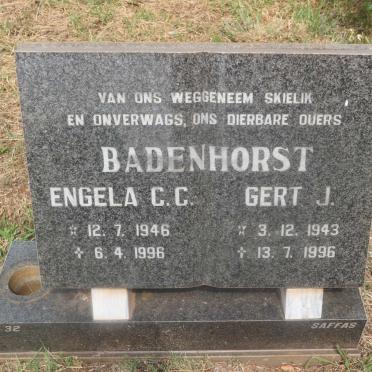 VAN ONS WEGGENEEM SKIELIK
EN ONVERWAGS, ONS DIERBARE OUERS
BADENHORST
ENGELA C.C. GERT J.
☆ 12. 7. 1946 ☆ 3. 12. 1943
✝ 6. 4. 1996 ✝ 13. 7. 1996
32 SAFFAS